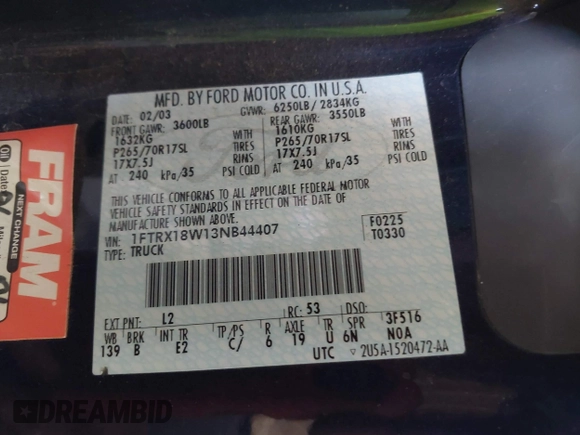 MFD. BY FORD MOTOR CO. IN U.S.A.
DATE: 02/03 GVWR: 6250LB/ 2834KG
FRONT GAWR: 3600LB REAR GAWR: 3550LB
1632KG WITH 1610KG WITH
P265/70R17SL TIRES P265/70R17SL TIRES
17X7.5J RIMS 17X7.5J RIMS
AT 240 kPa/35 PSI COLD AT 240 kPa/35 PSI COLD
THIS VEHICLE CONFORMS TO ALL APPLICABLE FEDERAL MOTOR
VEHICLE SAFETY STANDARDS IN EFFECT ON THE DATE OF
MANUFACTURE SHOWN ABOVE.
VIN: 1FTRX18W13NB44407 F0225
TYPE: TRUCK T0330
EXT PNT: L2 RC: 53 DSO: 3F516
WB BRK INT TR TP/PS R AXLE TR SPR NOA
139 B E2 C/ 6 19 U 6N
UTC 2U5A-1520472-AA
FRAM
NEXT CHANGE
Oil
Date
DREAMBID